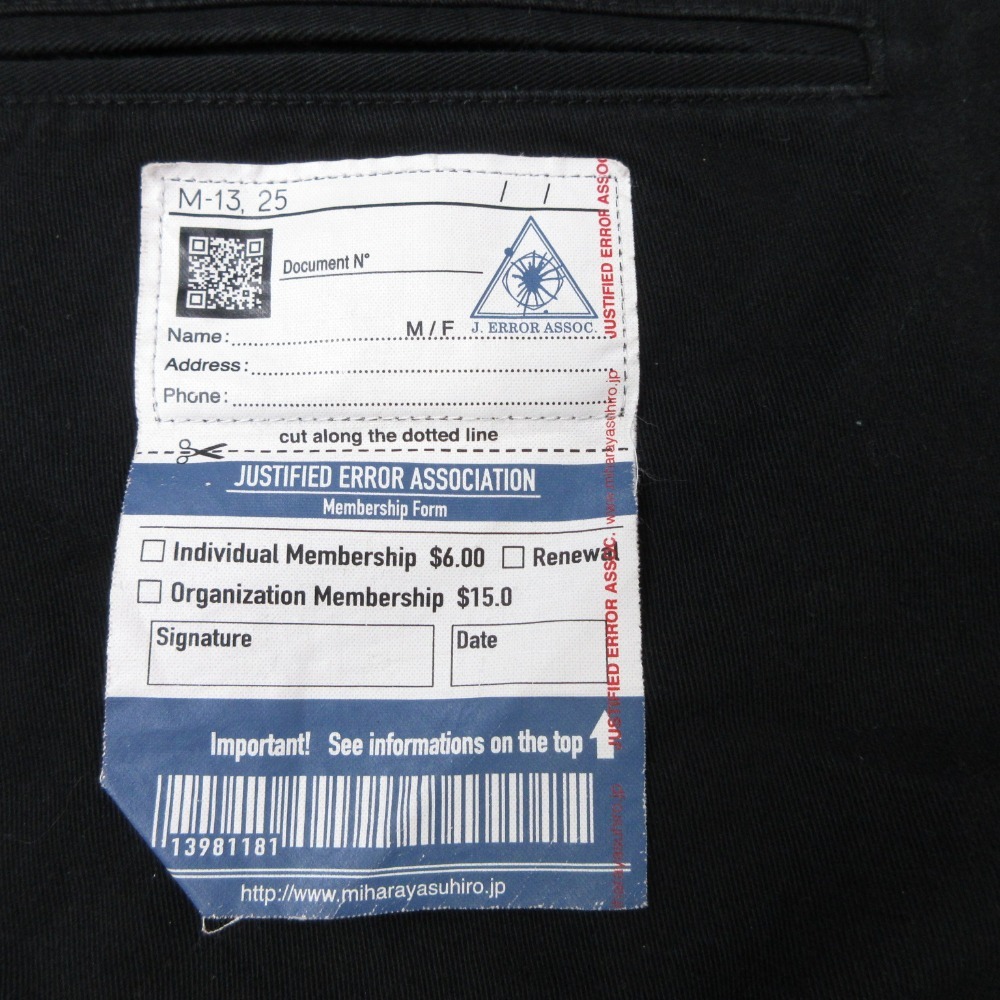 M-13, 25 / /
Document N°
J. ERROR ASSOC.
Name: M / F
Address:
Phone:
cut along the dotted line
JUSTIFIED ERROR ASSOCIATION
Membership Form
Individual Membership $6.00 Renewal
Organization Membership $15.0
Signature Date
Important! See informations on the top
13981181
http://www.miharayasuhiro.jp
JUSTIFIED ERROR ASSOC. www.miharayasuhiro.jp JUSTIFIED ERROR ASSOC